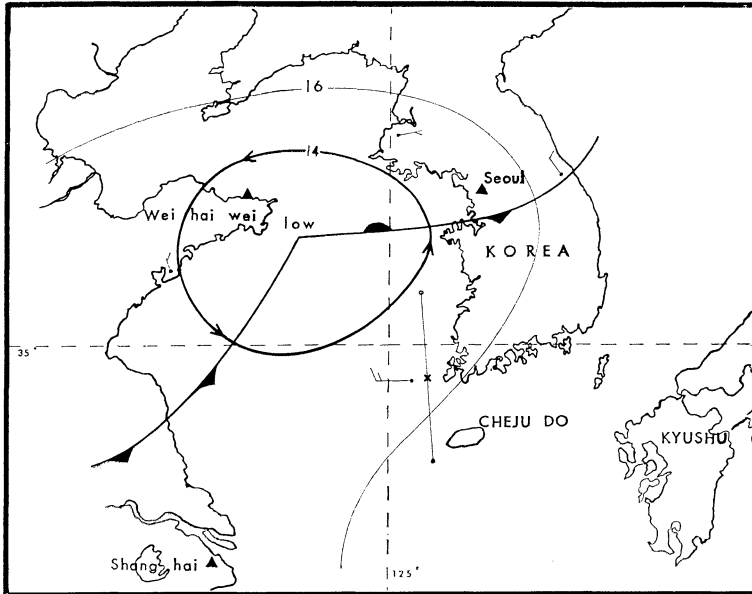 16
14
Seoul
Wei hai wei
low
KOREA
35°
CHEJU DO
KYUSHU
Shang hai
125°